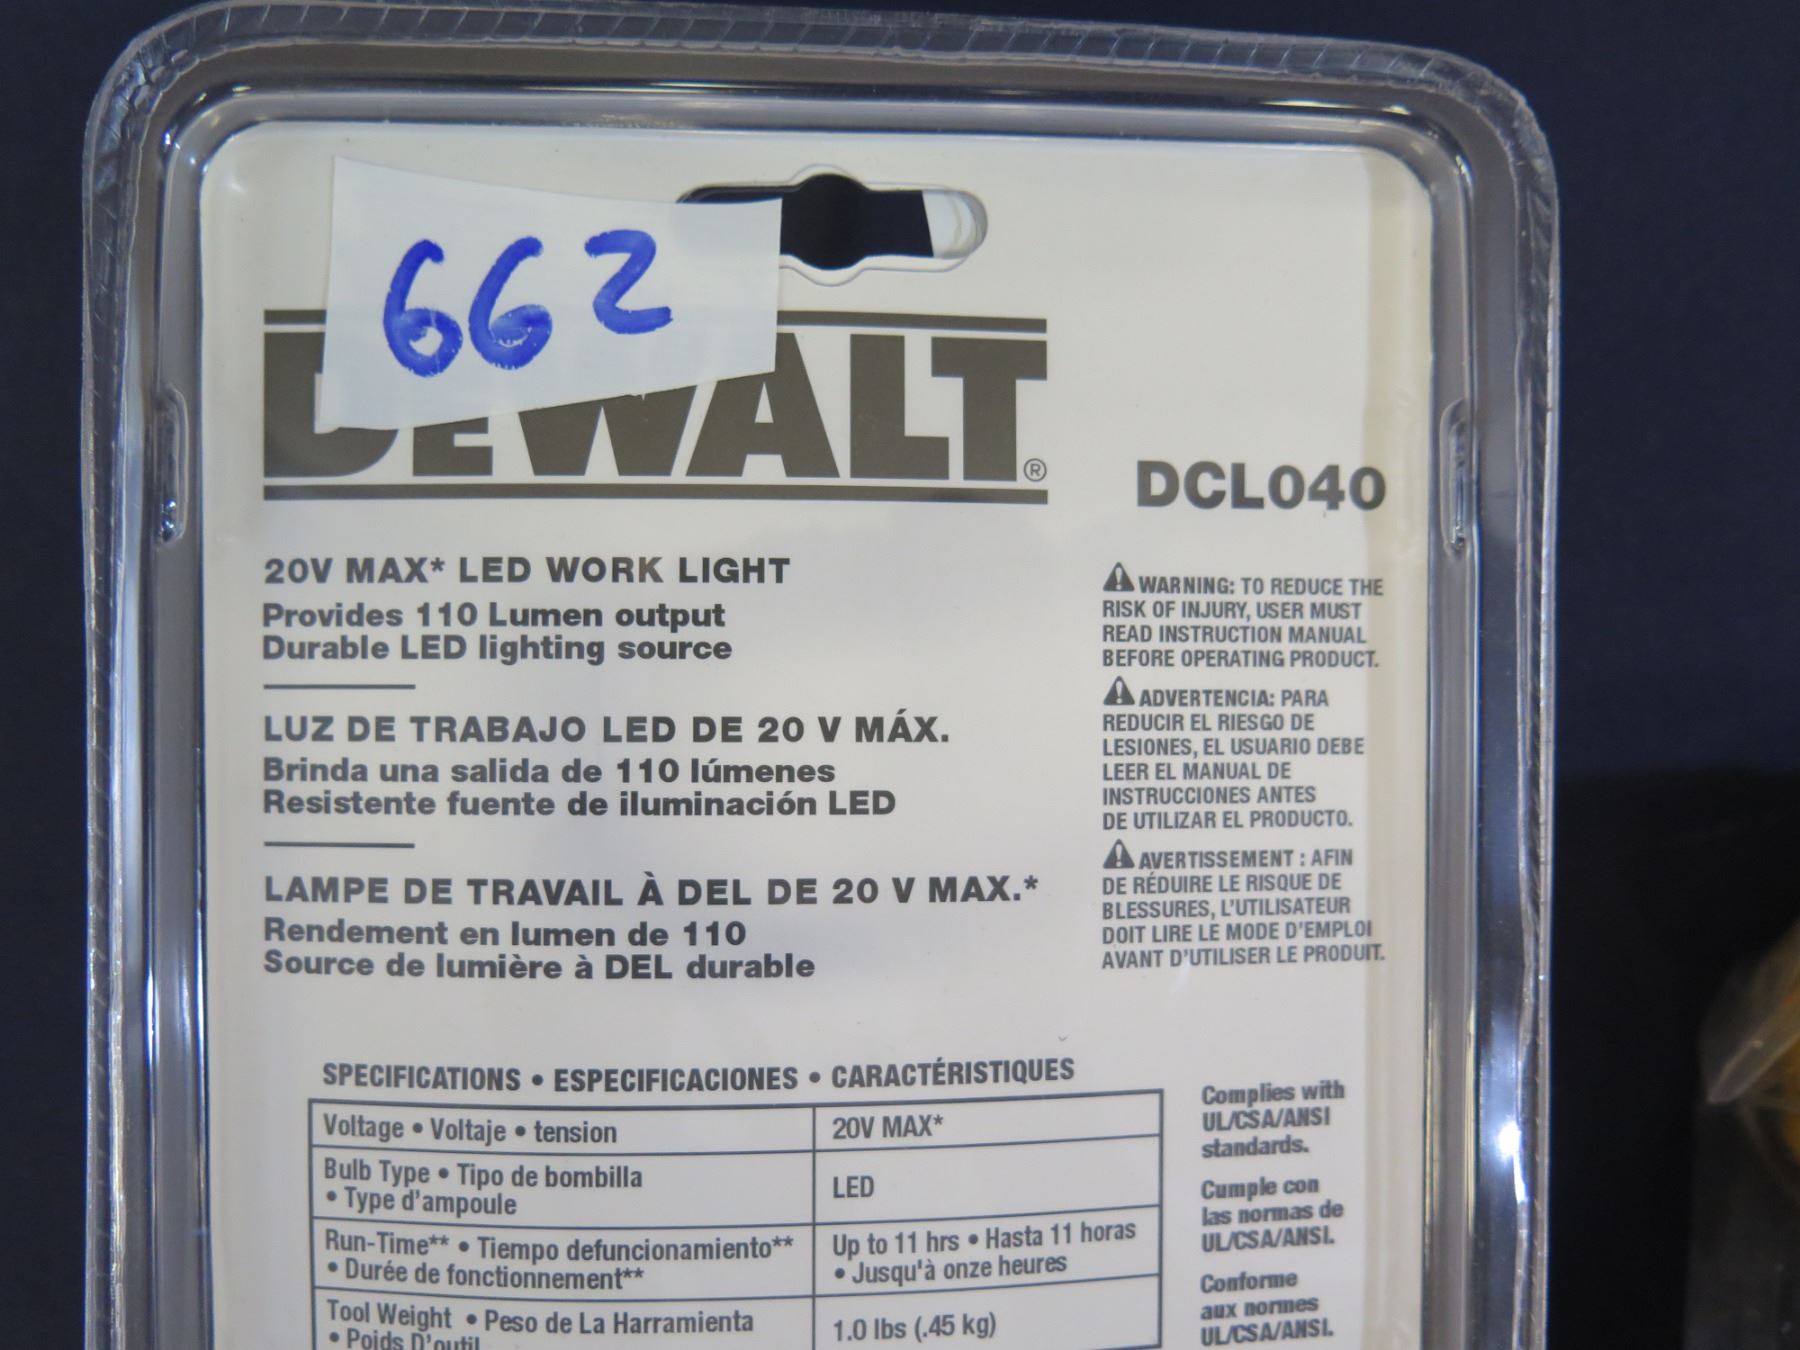 662
DEWALT®
DCL040
20V MAX* LED WORK LIGHT
Provides 110 Lumen output
Durable LED lighting source
LUZ DE TRABAJO LED DE 20 V MÁX.
Brinda una salida de 110 lúmenes
Resistente fuente de iluminación LED
LAMPE DE TRAVAIL À DEL DE 20 V MAX.*
Rendement en lumen de 110
Source de lumière à DEL durable
⚠ WARNING: TO REDUCE THE
RISK OF INJURY, USER MUST
READ INSTRUCTION MANUAL
BEFORE OPERATING PRODUCT.
⚠ ADVERTENCIA: PARA
REDUCIR EL RIESGO DE
LESIONES, EL USUARIO DEBE
LEER EL MANUAL DE
INSTRUCCIONES ANTES
DE UTILIZAR EL PRODUCTO.
⚠ AVERTISSEMENT : AFIN
DE RÉDUIRE LE RISQUE DE
BLESSURES, L'UTILISATEUR
DOIT LIRE LE MODE D'EMPLOI
AVANT D'UTILISER LE PRODUIT.
SPECIFICATIONS • ESPECIFICACIONES • CARACTÉRISTIQUES
Voltage • Voltaje • tension 20V MAX*
Bulb Type • Tipo de bombilla
• Type d'ampoule LED
Run-Time** • Tiempo defuncionamiento**
• Durée de fonctionnement**
Up to 11 hrs • Hasta 11 horas
• Jusqu'à onze heures
Tool Weight • Peso de La Harramienta
• Poids D'outil
1.0 lbs (.45 kg)
Complies with
UL/CSA/ANSI
standards.
Cumple con
las normas de
UL/CSA/ANSI.
Conforme
aux normes
UL/CSA/ANSI.